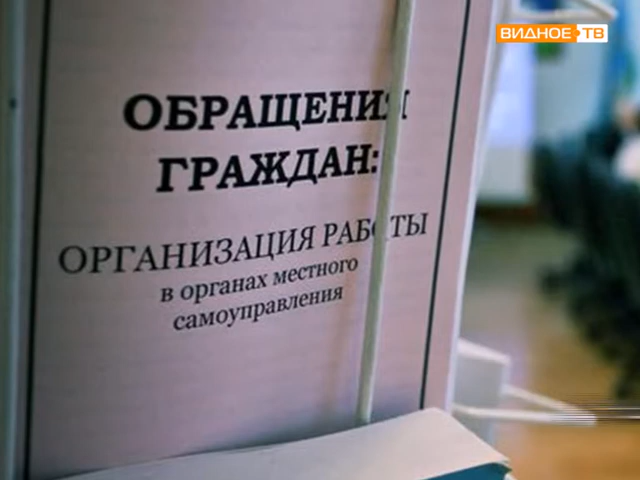 ВИДНОЕ ТВ
ОБРАЩЕНИЯ
ГРАЖДАН:
ОРГАНИЗАЦИЯ РАБОТЫ
в органах местного
самоуправления